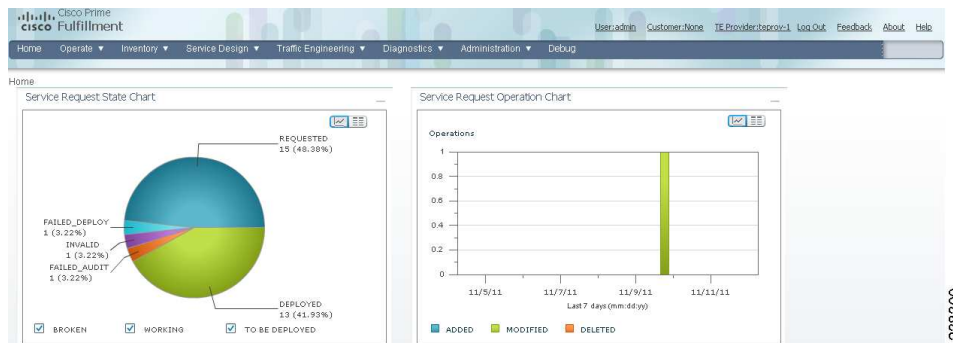 Cisco Prime
cisco Fulfillment
User:admin Customer:None TE Provider:teprov-1 Log Out Feedback About Help
Home Operate Inventory Service Design Traffic Engineering Diagnostics Administration Debug
Home
Service Request State Chart
REQUESTED
15 (48.38%)
FAILED_DEPLOY
1 (3.22%)
INVALID
1 (3.22%)
FAILED_AUDIT
1 (3.22%)
DEPLOYED
13 (41.93%)
BROKEN WORKING TO BE DEPLOYED
Service Request Operation Chart
Operations
1
0.8
0.6
0.4
0.2
0
11/5/11 11/7/11 11/9/11 11/11/11
Last 7 days (mm:dd:yy)
ADDED MODIFIED DELETED